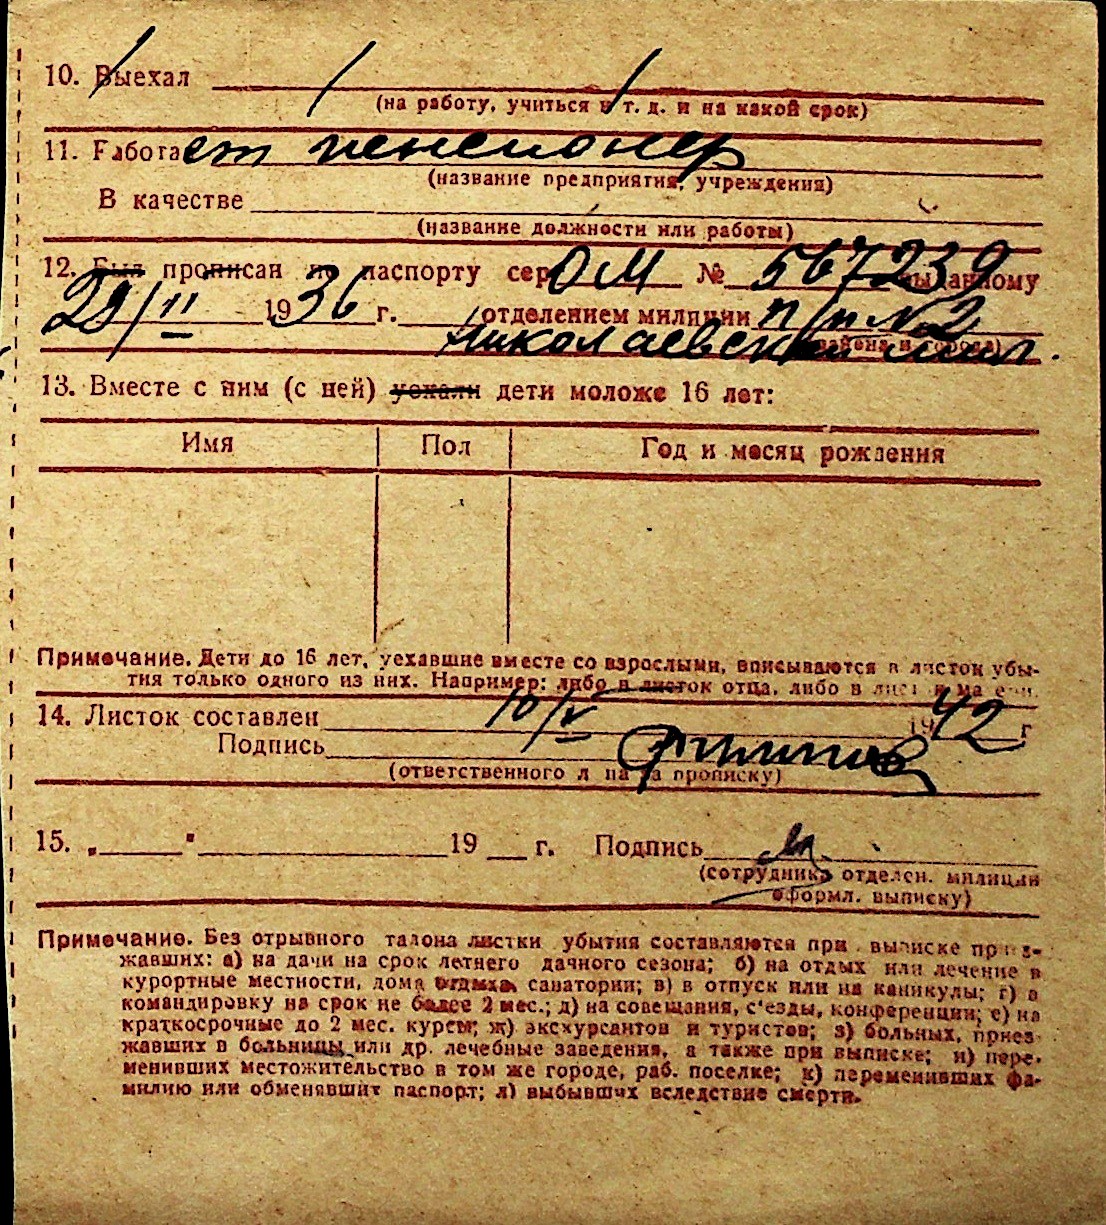 10. Выехал
(на работу, учиться и т. д. и на какой срок)
11. Работает пенсионер
(название предприятия, учреждения)
В качестве
(название должности или работы)
12. Был прописан по паспорту сер. ОМ № 567239 выданному
29/II 1936 г. отделением милиции п/п №2
Николаевский
района и города)
13. Вместе с ним (с ней) уехали дети моложе 16 лет:
Имя Пол Год и месяц рождения
Примечание. Дети до 16 лет, уехавшие вместе со взрослыми, вписываются в листок убы-
тия только одного из них. Например: либо в листок отца, либо в лист
14. Листок составлен 10/V 1942 г
Подпись
(ответственного за прописку)
15. „ " 19 г. Подпись
(сотрудника отделен. милиции
оформл. выписку)
Примечание. Без отрывного талона листки убытия составляются при выписке приез-
жавших: а) на дачи на срок летнего дачного сезона; б) на отдых или лечение в
курортные местности, дома отдыха, санатории; в) в отпуск или на каникулы; г) в
командировку на срок не более 2 мес.; д) на совещания, с'езды, конференции; е) на
краткосрочные до 2 мес. курсы; ж) экскурсантов и туристов; з) больных, приез-
жавших в больницы или др. лечебные заведения, а также при выписке; и) пере-
менивших местожительство в том же городе, раб. поселке; к) переменивших фа-
милию или обменявших паспорт; л) выбывших вследствие смерти.